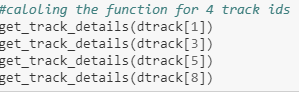 #caloling the function for 4 track ids
get_track_details(dtrack[1])
get_track_details(dtrack[3])
get_track_details(dtrack[5])
get_track_details(dtrack[8])